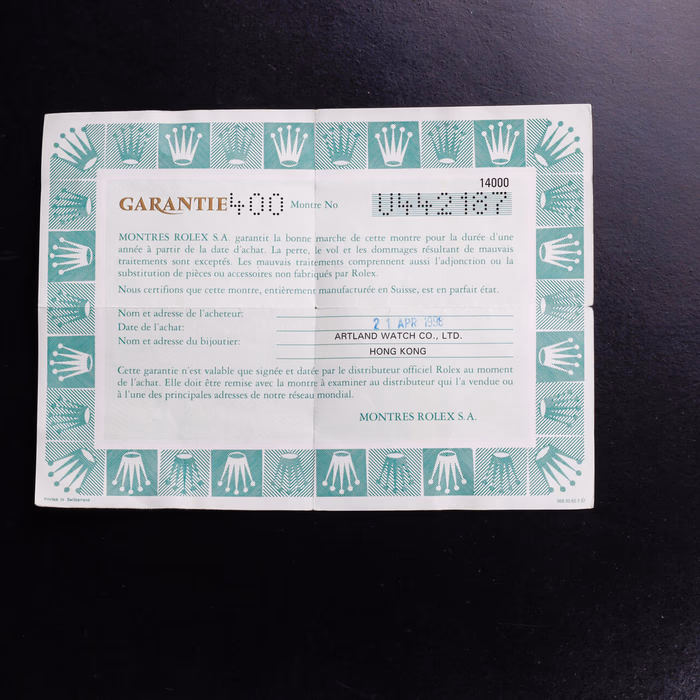 14000
GARANTIE 400 Montre No U442167
MONTRES ROLEX S.A. garantit la bonne marche de cette montre pour la durée d'une
année à partir de la date d'achat. La perte, le vol et les dommages résultant de mauvais
traitements sont exceptés. Les mauvais traitements comprennent aussi l'adjonction ou la
substitution de pièces ou accessoires non fabriqués par Rolex.
Nous certifions que cette montre, entièrement manufacturée en Suisse, est en parfait état.
Nom et adresse de l'acheteur:
Date de l'achat: 21 APR 1998
Nom et adresse du bijoutier: ARTLAND WATCH CO., LTD.
HONG KONG
Cette garantie n'est valable que signée et datée par le distributeur officiel Rolex au moment
de l'achat. Elle doit être remise avec la montre à examiner au distributeur qui l'a vendue ou
à l'une des principales adresses de notre réseau mondial.
MONTRES ROLEX S.A.
Printed in Switzerland